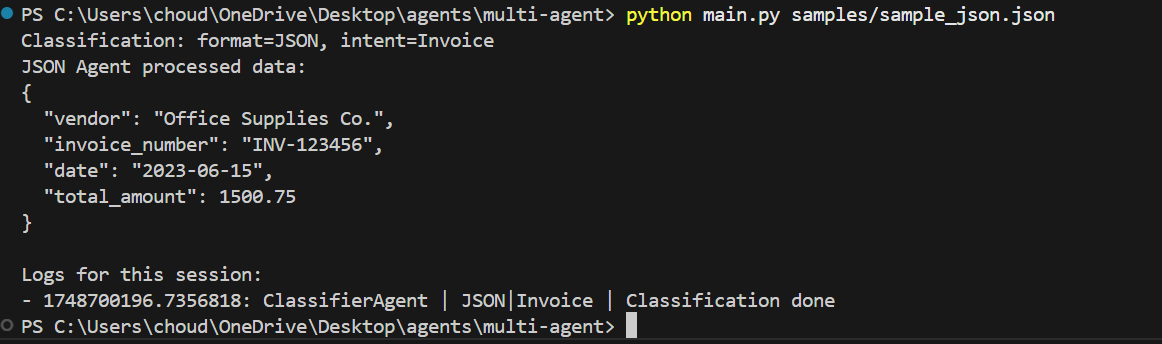 PS C:\Users\choud\OneDrive\Desktop\agents\multi-agent> python main.py samples/sample_json.json
Classification: format=JSON, intent=Invoice
JSON Agent processed data:
{
  "vendor": "Office Supplies Co.",
  "invoice_number": "INV-123456",
  "date": "2023-06-15",
  "total_amount": 1500.75
}

Logs for this session:
- 1748700196.7356818: ClassifierAgent | JSON|Invoice | Classification done
PS C:\Users\choud\OneDrive\Desktop\agents\multi-agent>